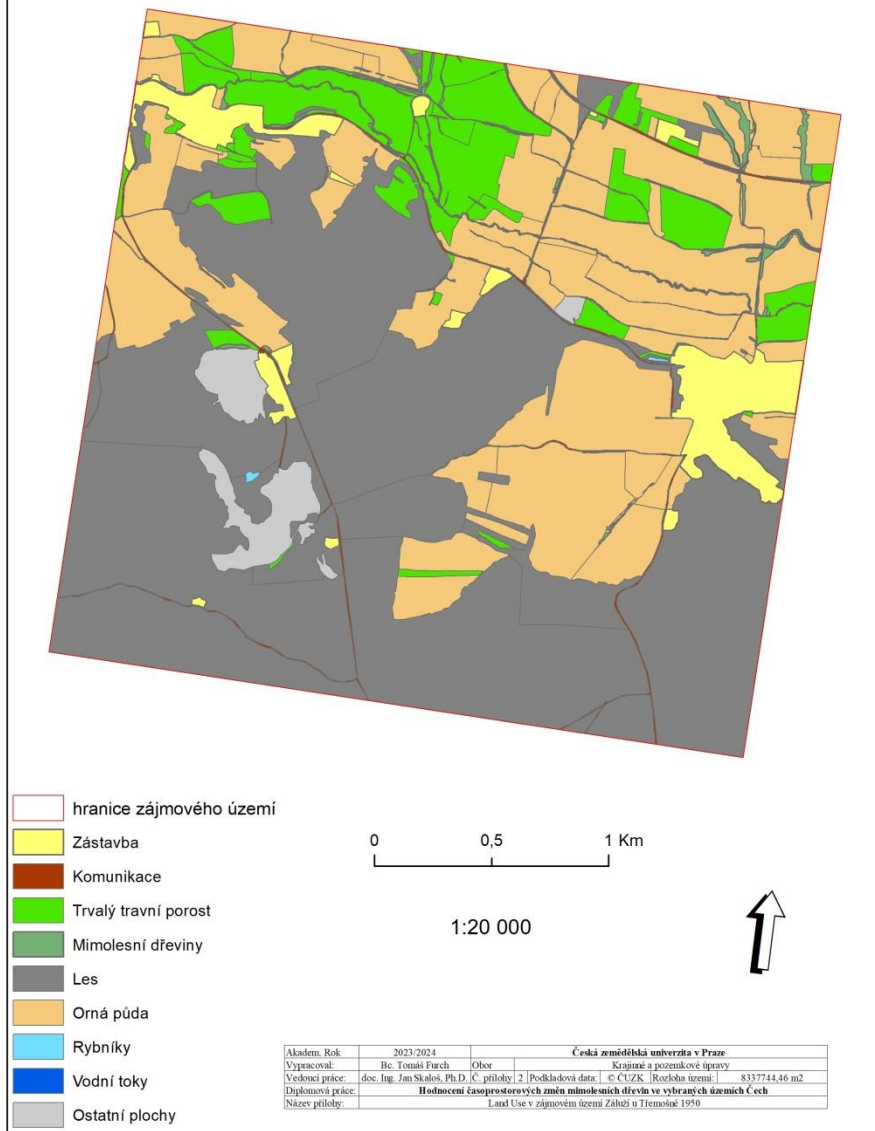 hranice zájmového území
Zástavba
Komunikace
Trvalý travní porost
Mimolesní dřeviny
Les
Orná půda
Rybníky
Vodní toky
Ostatní plochy
0 0,5 1 Km
1:20 000
Akadem. Rok 2023/2024 Česká zemědělská univerzita v Praze
Vypracoval: Bc. Tomáš Furch Obor Krajinné a pozemkové úpravy
Vedoucí práce: doc. Ing. Jan Skaloš, Ph.D. Č. přílohy 2 Podkladová data: © ČUZK Rozloha území: 8337744,46 m2
Diplomová práce: Hodnocení časoprostorových změn mimolesních dřevin ve vybraných územích Čech
Název přílohy: Land Use v zájmovém území Záluží u Třemošné 1950